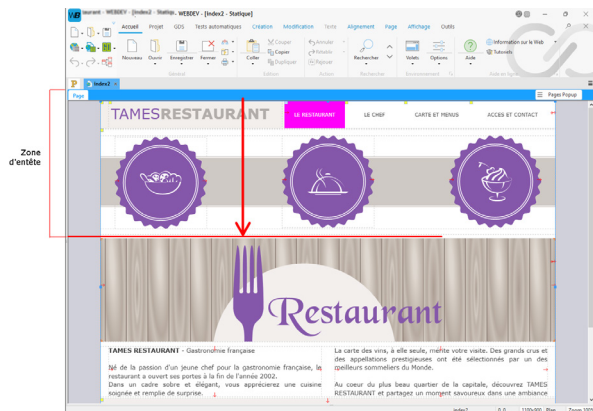 WEBDEV - [Index2 - Statique]
Accueil Projet GDS Tests automatiques Création Modification Texte Alignement Page Affichage Outils
Nouveau Ouvrir Enregistrer Fermer Coller Couper Copier Dupliquer Annuler Rétablir Rejouer Rechercher Volets Options Aide Information sur le Web Tutoriels
Général Edition Actions Rechercher Environnement
Index2
Page
Pages Popup
Zone
d'entête
TAMESRESTAURANT
LE RESTAURANT LE CHEF CARTE ET MENUS ACCES ET CONTACT
Restaurant
TAMES RESTAURANT - Gastronomie française
Né de la passion d'un jeune chef pour la gastronomie française, le
restaurant a ouvert ses portes à la fin de l'année 2002.
Dans un cadre sobre et élégant, vous apprécierez une cuisine
soignée et remplie de surprise.
La carte des vins, à elle seule, mérite votre visite. Des grands crus et
des appellations prestigieuses ont été sélectionnés par un des
meilleurs sommeliers du Monde.
Au coeur du plus beau quartier de la capitale, découvrez TAMES
RESTAURANT et partagez un moment savoureux dans une ambiance